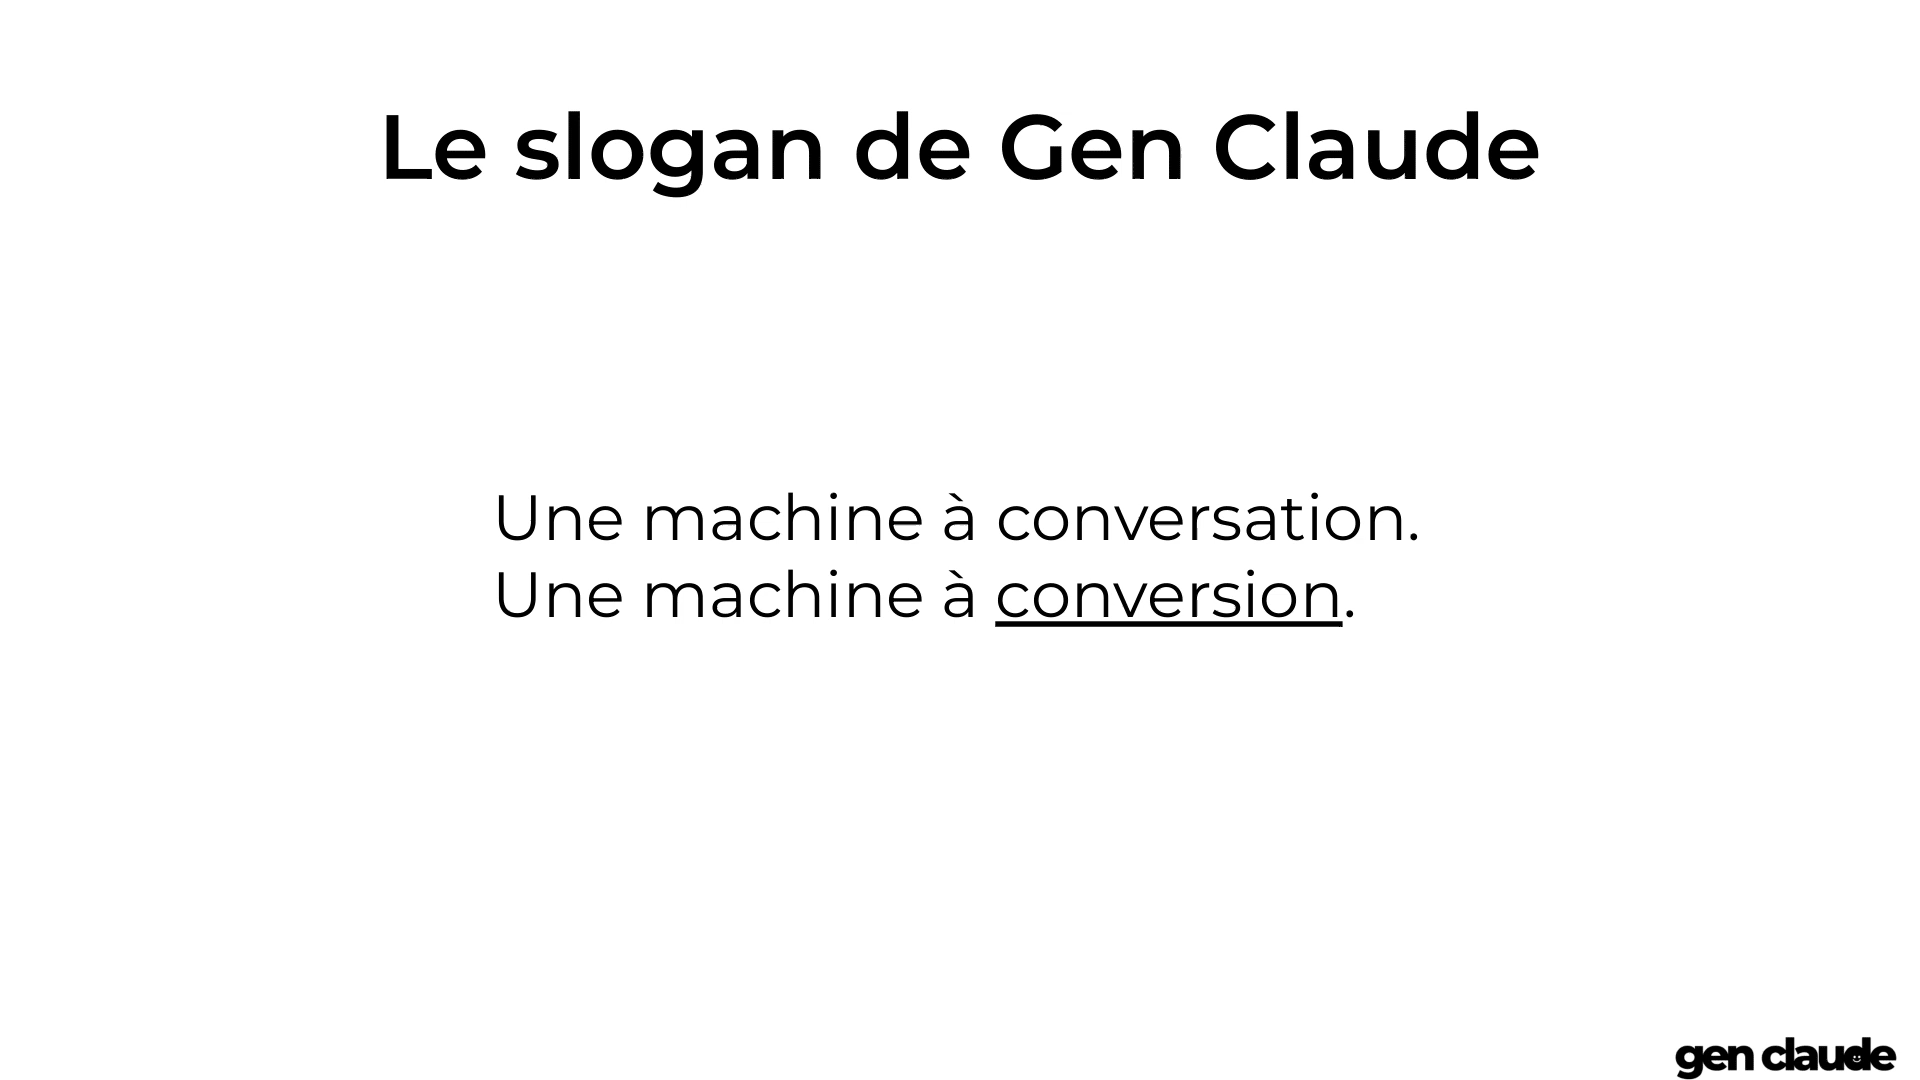 Le slogan de Gen Claude
Une machine à conversation.
Une machine à conversion.
gen claude